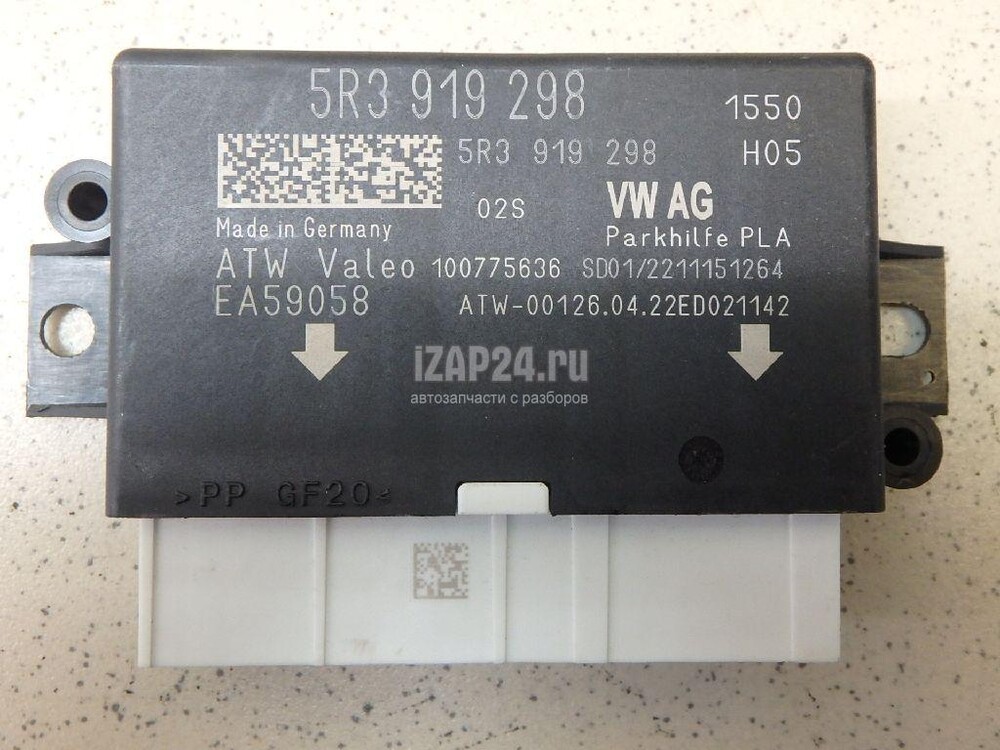 5R3 919 298
1550
5R3 919 298
H05
02S
VW AG
Made in Germany
Parkhilfe PLA
ATW Valeo 100775636 SD01/2211151264
EA59058
ATW-00126.04.22ED021142
iZAP24.ru
автозапчасти с разборов
>PP GF20<